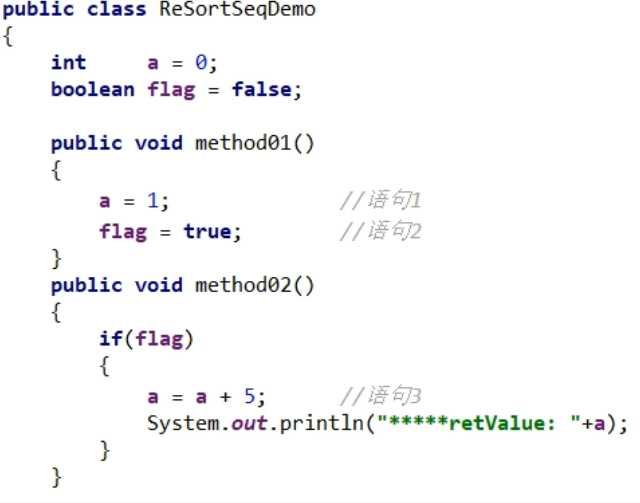 public class ReSortSeqDemo
{
    int     a = 0;
    boolean flag = false;

    public void method01()
    {
        a = 1;              //语句1
        flag = true;        //语句2
    }
    public void method02()
    {
        if(flag)
        {
            a = a + 5;      //语句3
            System.out.println("*****retValue: "+a);
        }
    }